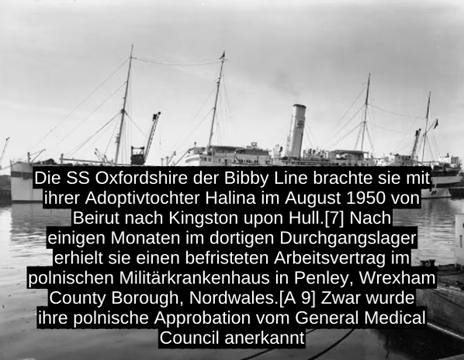 Die SS Oxfordshire der Bibby Line brachte sie mit
ihrer Adoptivtochter Halina im August 1950 von
Beirut nach Kingston upon Hull.[7] Nach
einigen Monaten im dortigen Durchgangslager
erhielt sie einen befristeten Arbeitsvertrag im
polnischen Militärkrankenhaus in Penley, Wrexham
County Borough, Nordwales.[A 9] Zwar wurde
ihre polnische Approbation vom General Medical
Council anerkannt